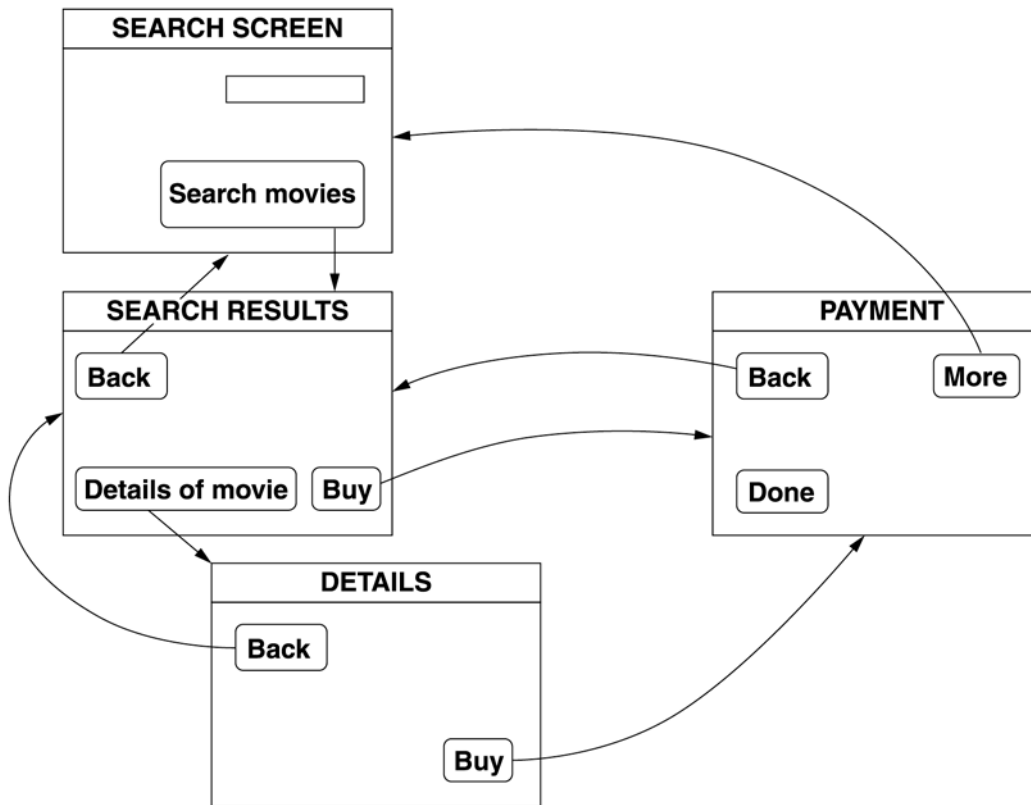 SEARCH SCREEN
Search movies
SEARCH RESULTS
Back
Details of movie
Buy
PAYMENT
Back
More
Done
DETAILS
Back
Buy